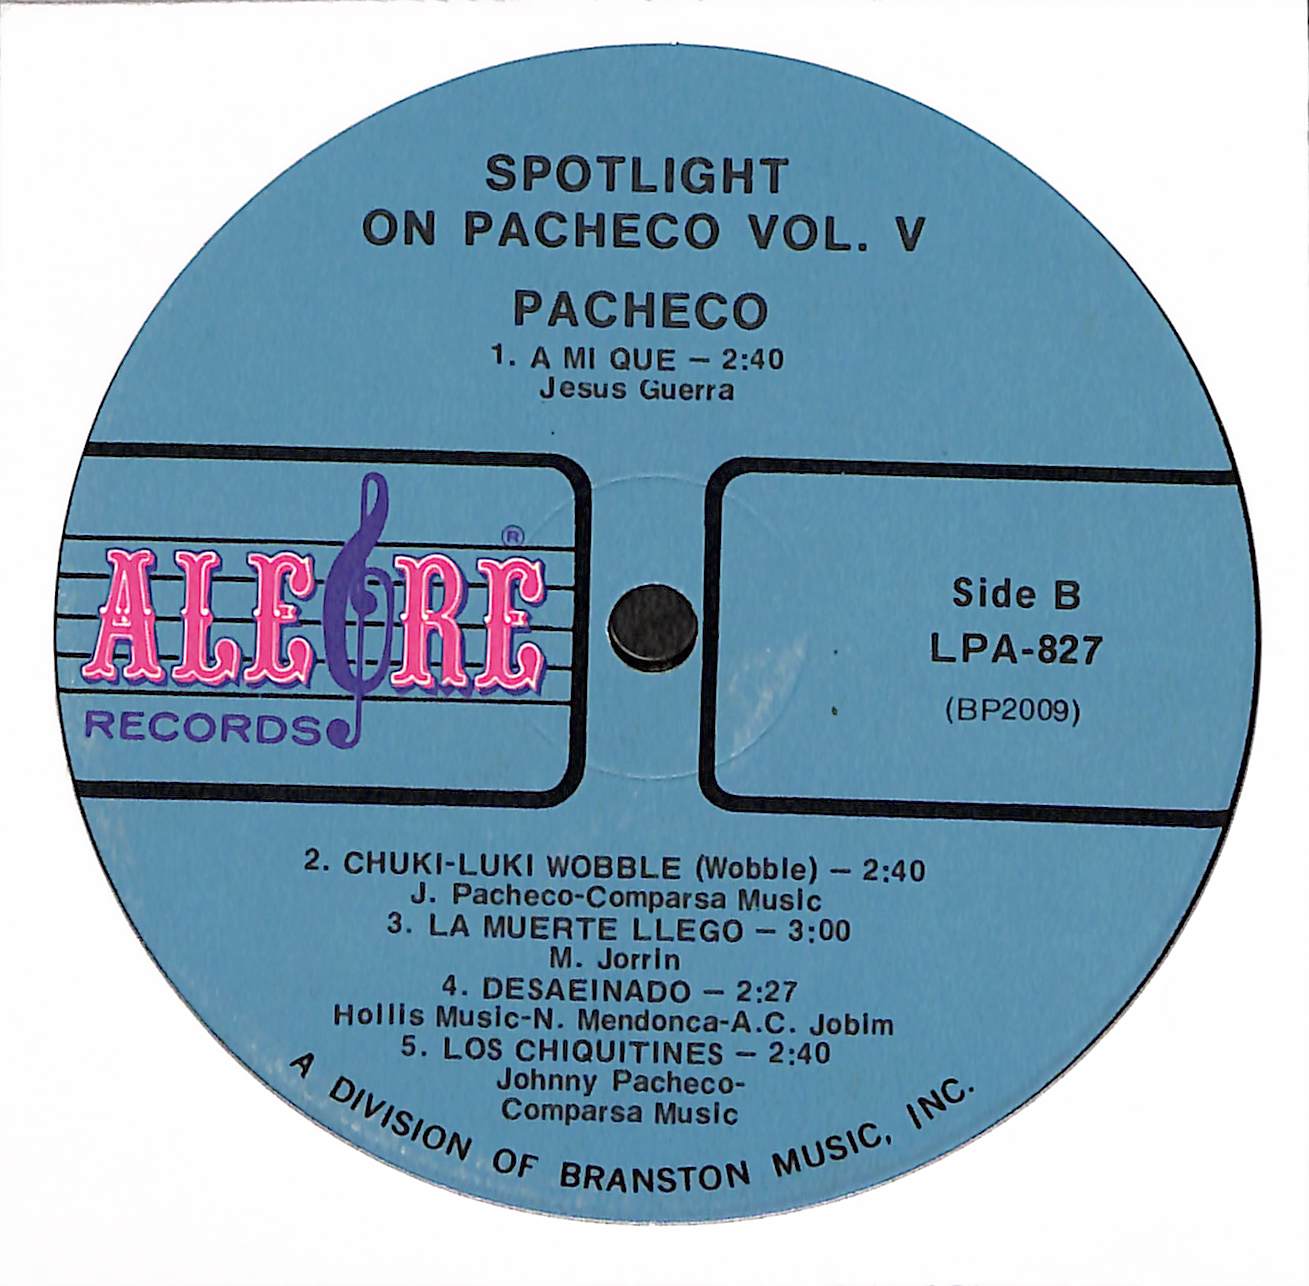 SPOTLIGHT
ON PACHECO VOL. V
PACHECO
1. A MI QUE — 2:40
Jesus Guerra
ALEGRE®
RECORDS
Side B
LPA-827
(BP2009)
2. CHUKI-LUKI WOBBLE (Wobble) — 2:40
J. Pacheco-Comparsa Music
3. LA MUERTE LLEGO — 3:00
M. Jorrin
4. DESAEINADO — 2:27
Hollis Music-N. Mendonca-A.C. Jobim
5. LOS CHIQUITINES — 2:40
Johnny Pacheco-
Comparsa Music
A DIVISION OF BRANSTON MUSIC, INC.